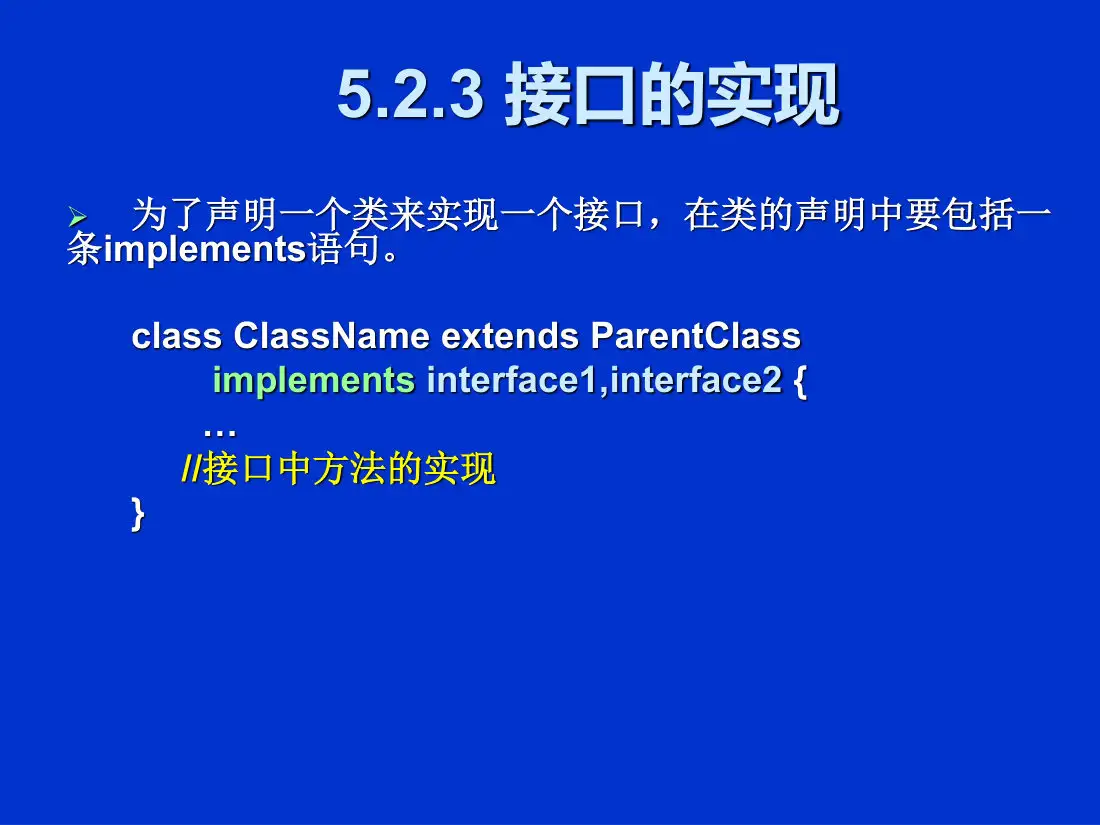 5.2.3 接口的实现
为了声明一个类来实现一个接口，在类的声明中要包括一
条implements语句。
class ClassName extends ParentClass
implements interface1,interface2 {
…
//接口中方法的实现
}